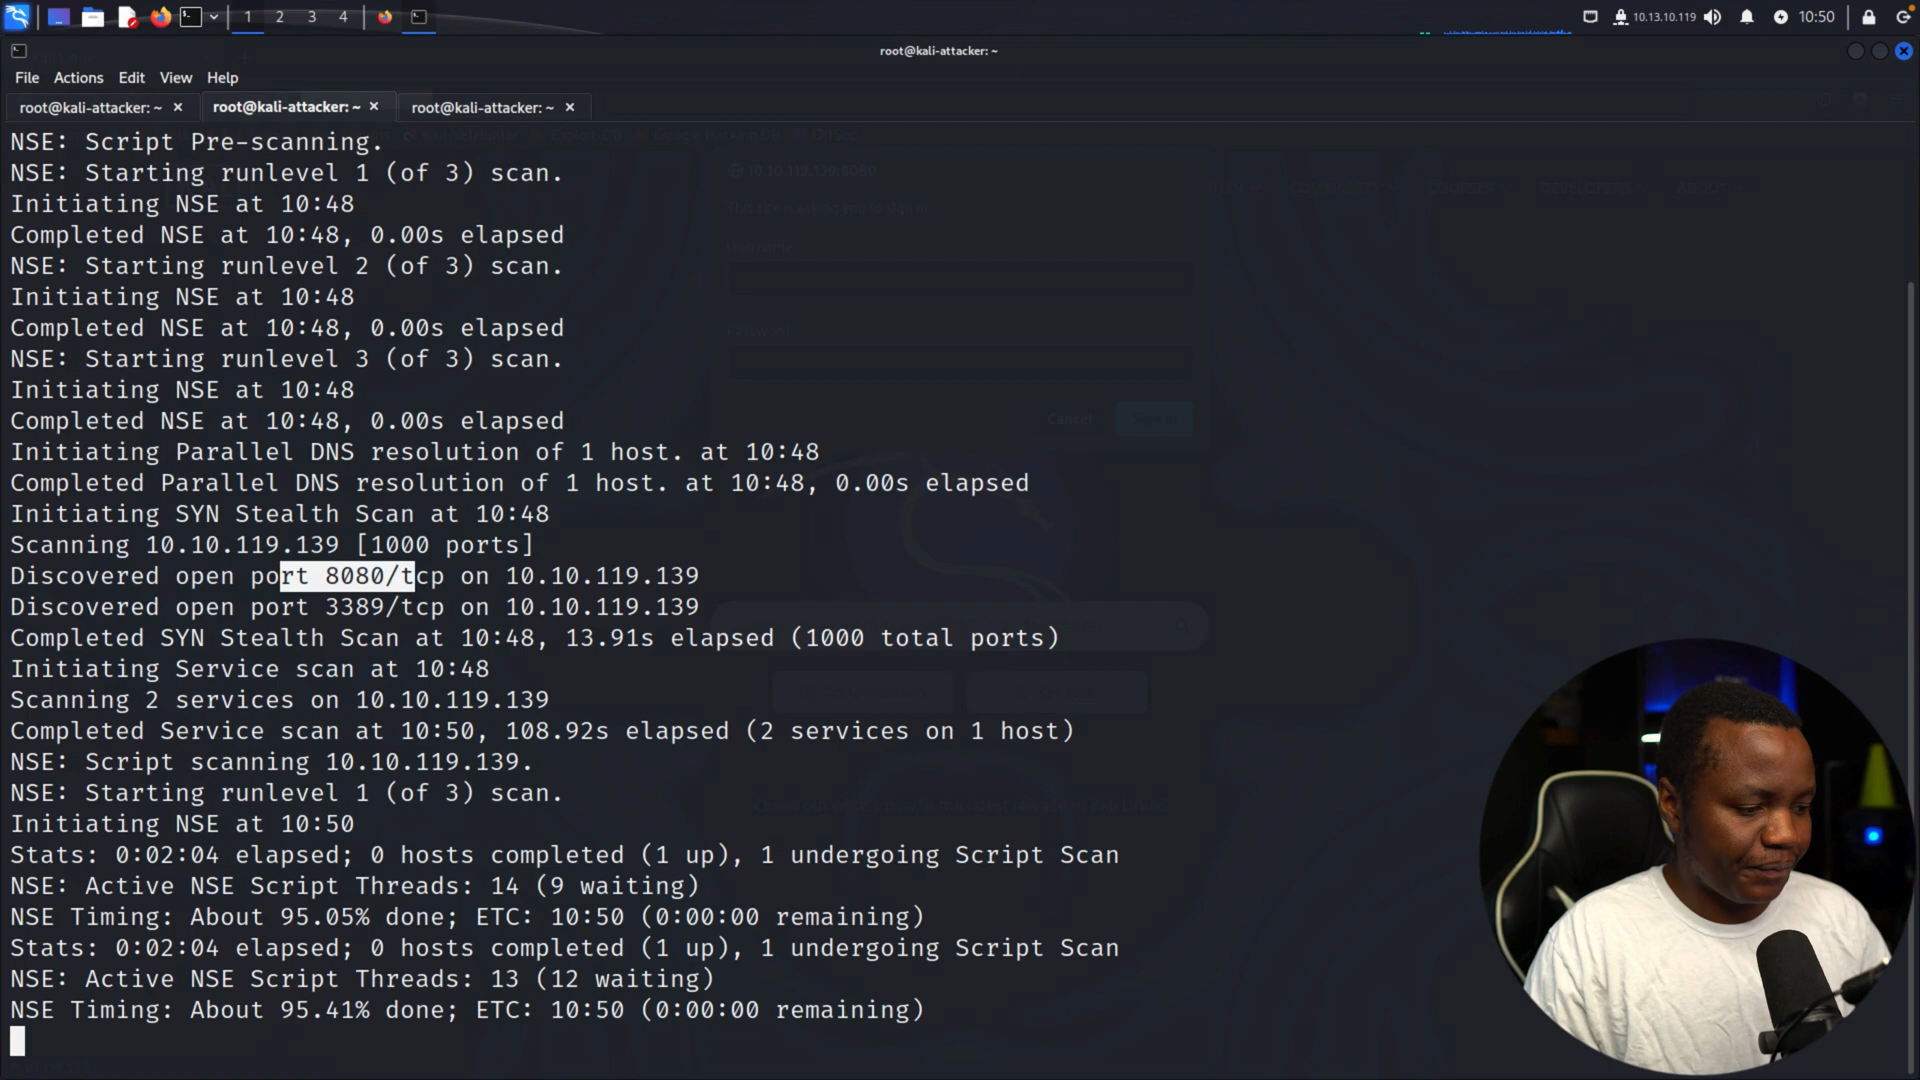 1 2 3 4 10.13.10.119 10:50
root@kali-attacker: ~
File Actions Edit View Help
root@kali-attacker: ~ × root@kali-attacker: ~ × root@kali-attacker: ~ ×
NSE: Script Pre-scanning.
NSE: Starting runlevel 1 (of 3) scan.
Initiating NSE at 10:48
Completed NSE at 10:48, 0.00s elapsed
NSE: Starting runlevel 2 (of 3) scan.
Initiating NSE at 10:48
Completed NSE at 10:48, 0.00s elapsed
NSE: Starting runlevel 3 (of 3) scan.
Initiating NSE at 10:48
Completed NSE at 10:48, 0.00s elapsed
Initiating Parallel DNS resolution of 1 host. at 10:48
Completed Parallel DNS resolution of 1 host. at 10:48, 0.00s elapsed
Initiating SYN Stealth Scan at 10:48
Scanning 10.10.119.139 [1000 ports]
Discovered open port 8080/tcp on 10.10.119.139
Discovered open port 3389/tcp on 10.10.119.139
Completed SYN Stealth Scan at 10:48, 13.91s elapsed (1000 total ports)
Initiating Service scan at 10:48
Scanning 2 services on 10.10.119.139
Completed Service scan at 10:50, 108.92s elapsed (2 services on 1 host)
NSE: Script scanning 10.10.119.139.
NSE: Starting runlevel 1 (of 3) scan.
Initiating NSE at 10:50
Stats: 0:02:04 elapsed; 0 hosts completed (1 up), 1 undergoing Script Scan
NSE: Active NSE Script Threads: 14 (9 waiting)
NSE Timing: About 95.05% done; ETC: 10:50 (0:00:00 remaining)
Stats: 0:02:04 elapsed; 0 hosts completed (1 up), 1 undergoing Script Scan
NSE: Active NSE Script Threads: 13 (12 waiting)
NSE Timing: About 95.41% done; ETC: 10:50 (0:00:00 remaining)
10.10.119.139:8080
Username
Password
Cancel